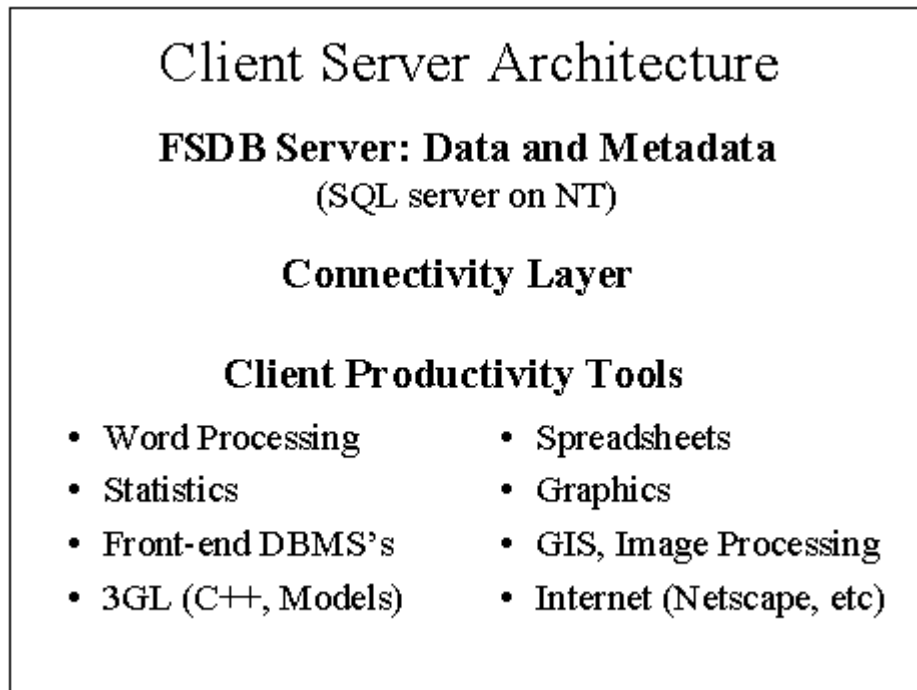 Client Server Architecture
FSDB Server: Data and Metadata
(SQL server on NT)
Connectivity Layer
Client Productivity Tools
• Word Processing
• Statistics
• Front-end DBMS's
• 3GL (C++, Models)
• Spreadsheets
• Graphics
• GIS, Image Processing
• Internet (Netscape, etc)